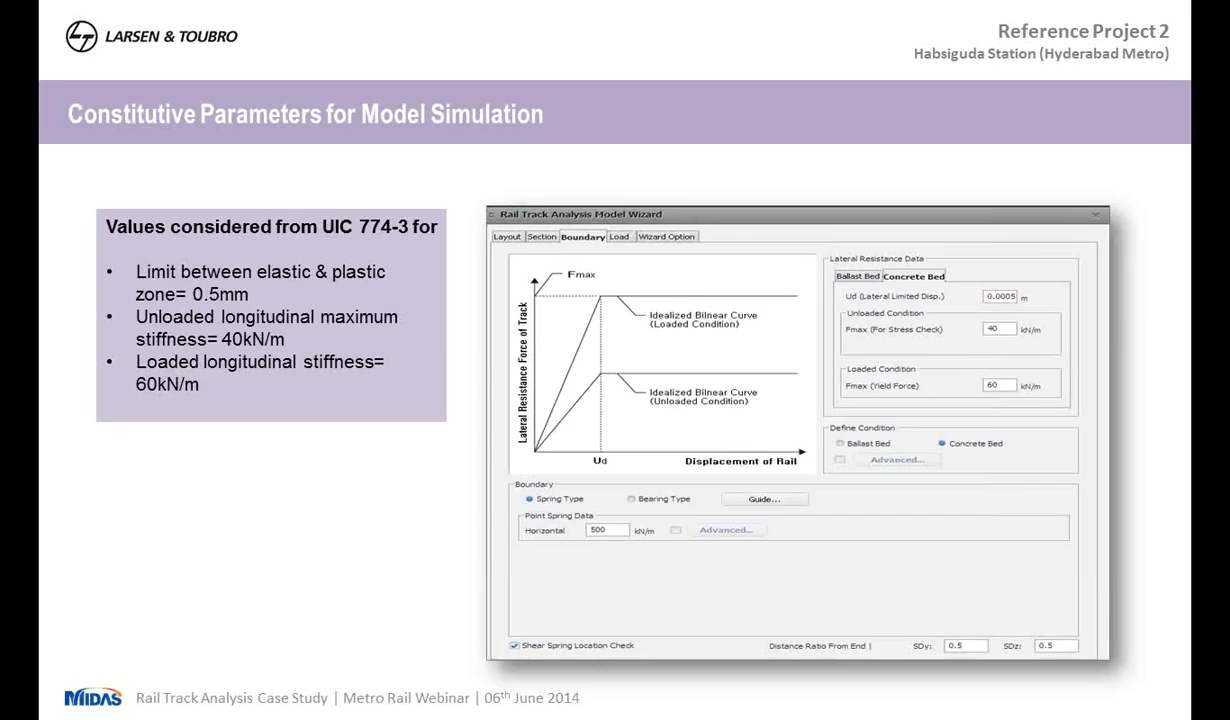 LARSEN & TOUBRO
Reference Project 2
Habsiguda Station (Hyderabad Metro)
Constitutive Parameters for Model Simulation
Values considered from UIC 774-3 for
• Limit between elastic & plastic
zone= 0.5mm
• Unloaded longitudinal maximum
stiffness= 40kN/m
• Loaded longitudinal stiffness=
60kN/m
Rail Track Analysis Model Wizard
Layout Section Boundary Load Wizard Option
Fmax
Idealized Bilnear Curve
(Loaded Condition)
Idealized Bilnear Curve
(Unloaded Condition)
Lateral Resistance Force of Track
Ud
Displacement of Rail
Lateral Resistance Data
Ballast Bed Concrete Bed
Ud (Lateral Limited Disp.) 0.0005 m
Unloaded Condition
Fmax (For Stress Check) 40 kN/m
Loaded Condition
Fmax (Yield Force) 60 kN/m
Define Condition
Ballast Bed Concrete Bed
Advanced...
Boundary
Spring Type Bearing Type Guide...
Point Spring Data
Horizontal 500 kN/m Advanced...
Shear Spring Location Check Distance Ratio From End | SDy: 0.5 SDz: 0.5
MIDAS Rail Track Analysis Case Study | Metro Rail Webinar | 06th June 2014